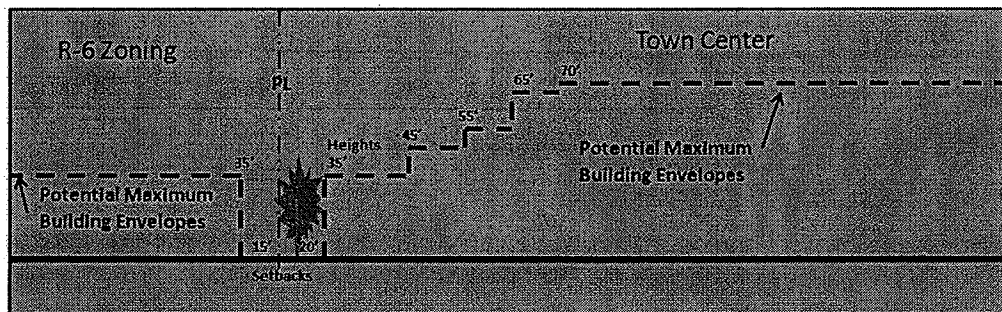 R-6 Zoning
Town Center
PL
65'
70'
55'
45'
Heights
35'
35'
Potential Maximum
Building Envelopes
Potential Maximum
Building Envelopes
15'
20'
Setbacks